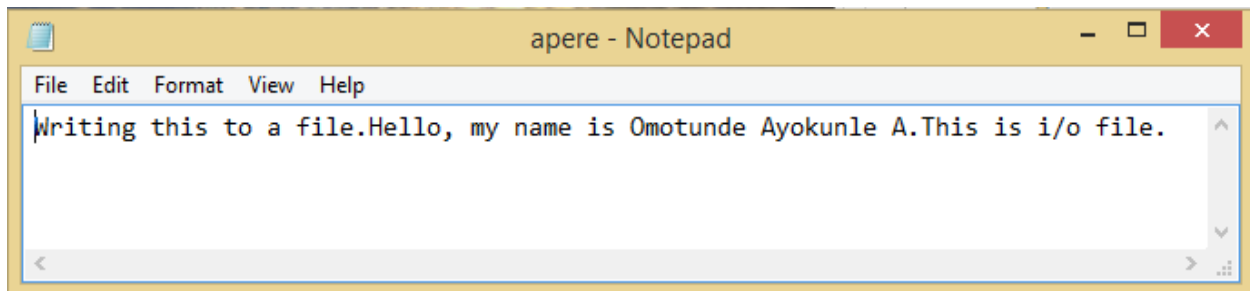 apere - Notepad
File Edit Format View Help
Writing this to a file.Hello, my name is Omotunde Ayokunle A.This is i/o file.